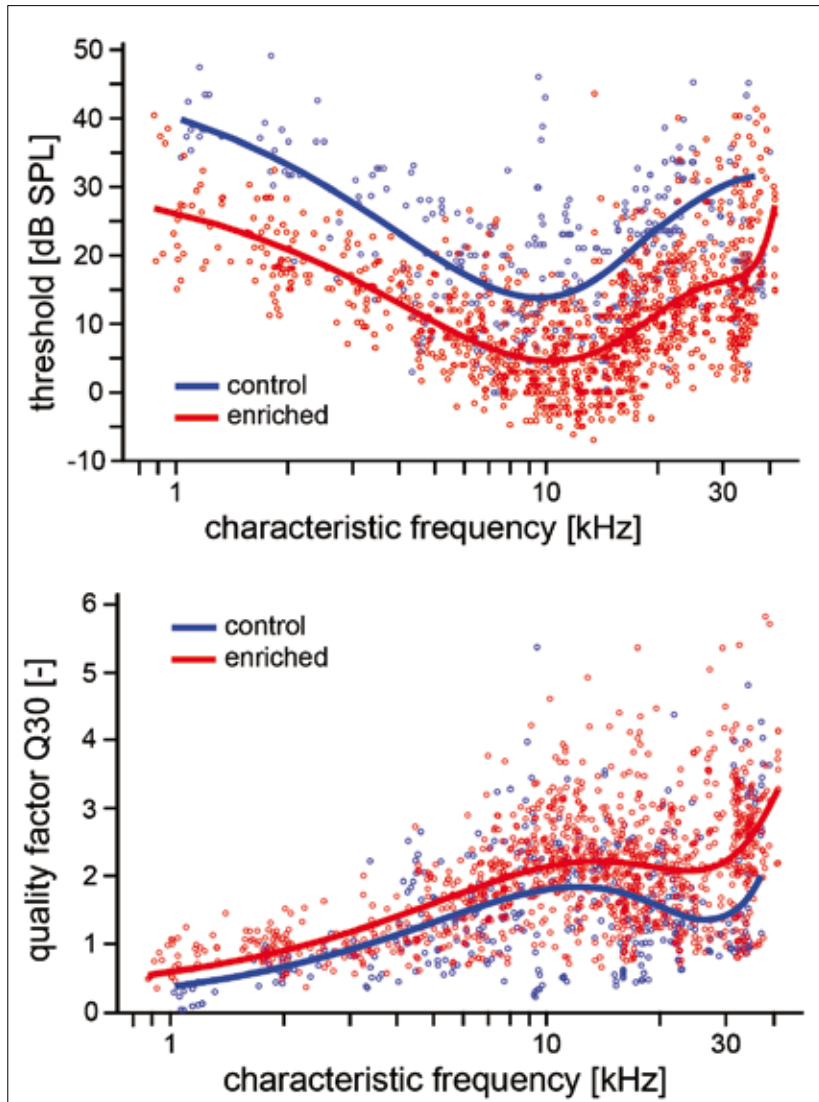 50
40
30
20
10
0
-10
threshold [dB SPL]
control
enriched
1
10
30
characteristic frequency [kHz]
6
5
4
3
2
1
0
quality factor Q30 [-]
control
enriched
1
10
30
characteristic frequency [kHz]